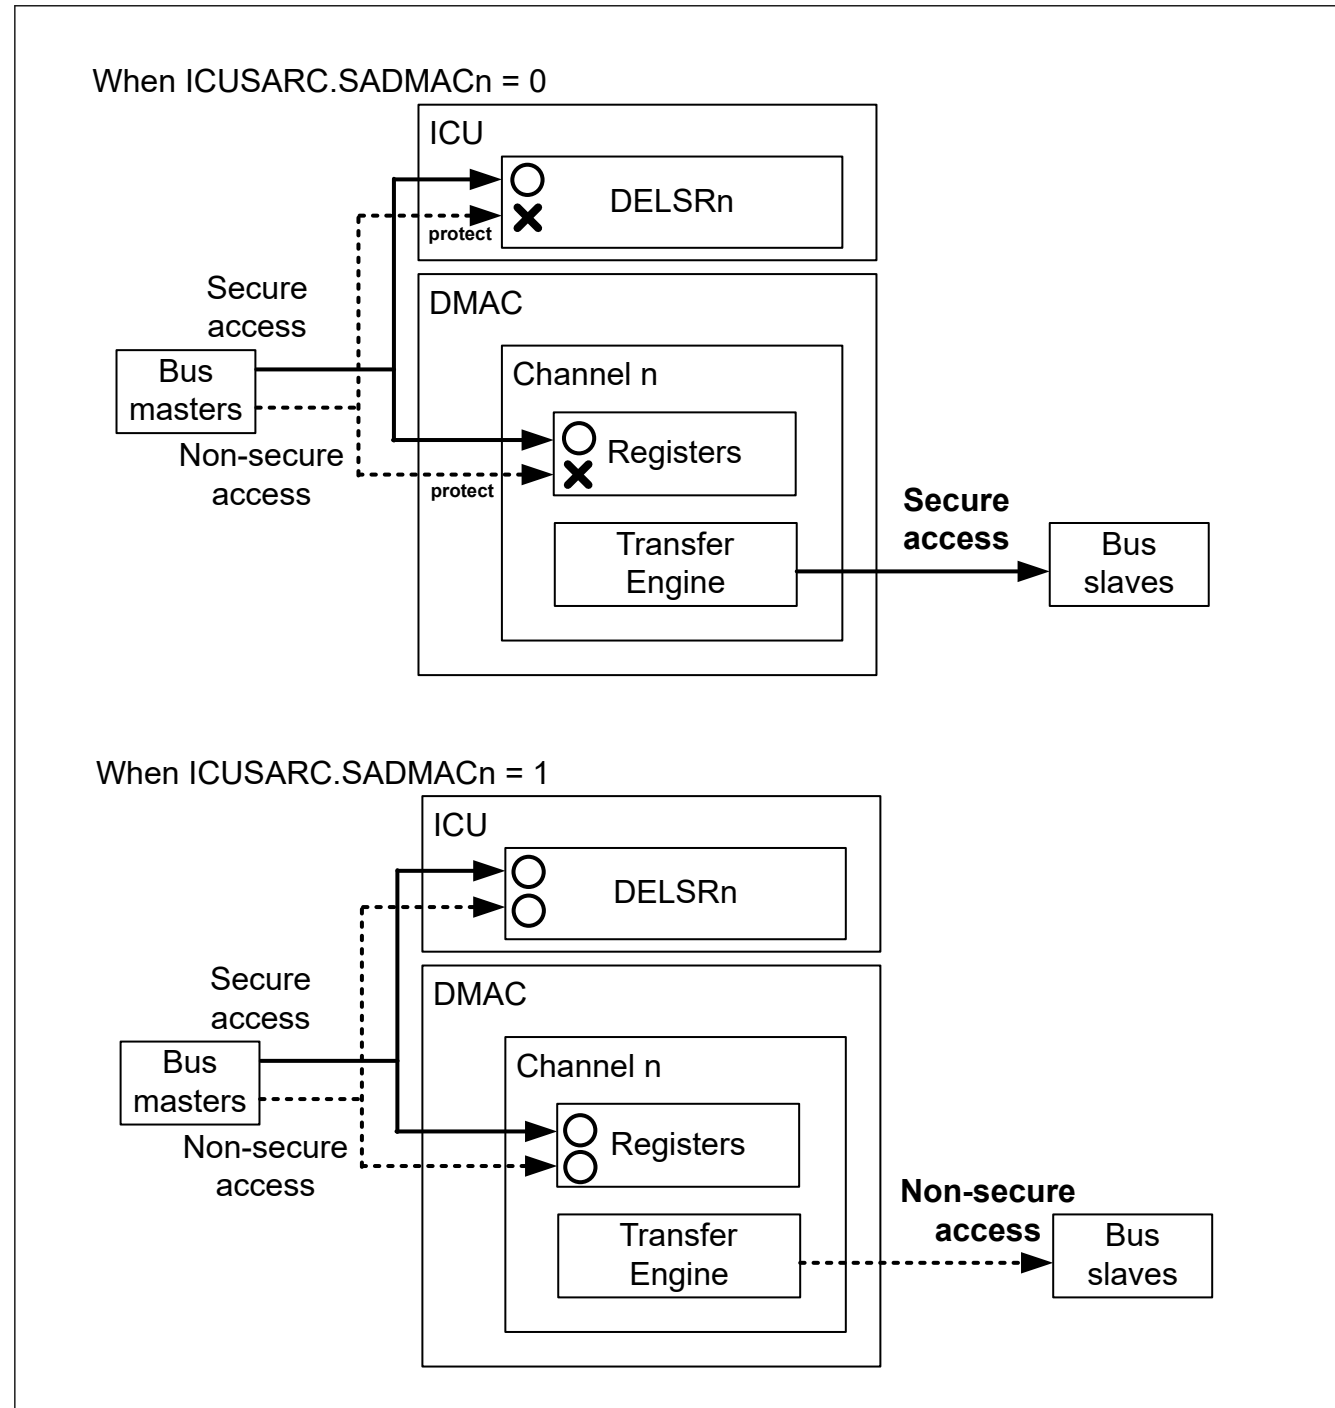 When ICUSARC.SADMACn = 0
ICU
DELSRn
protect
Secure
access
DMAC
Bus
masters
Channel n
Non-secure
access
Registers
protect
Secure
access
Transfer
Engine
Bus
slaves
When ICUSARC.SADMACn = 1
ICU
DELSRn
Secure
access
DMAC
Bus
masters
Channel n
Non-secure
access
Registers
Non-secure
access
Transfer
Engine
Bus
slaves